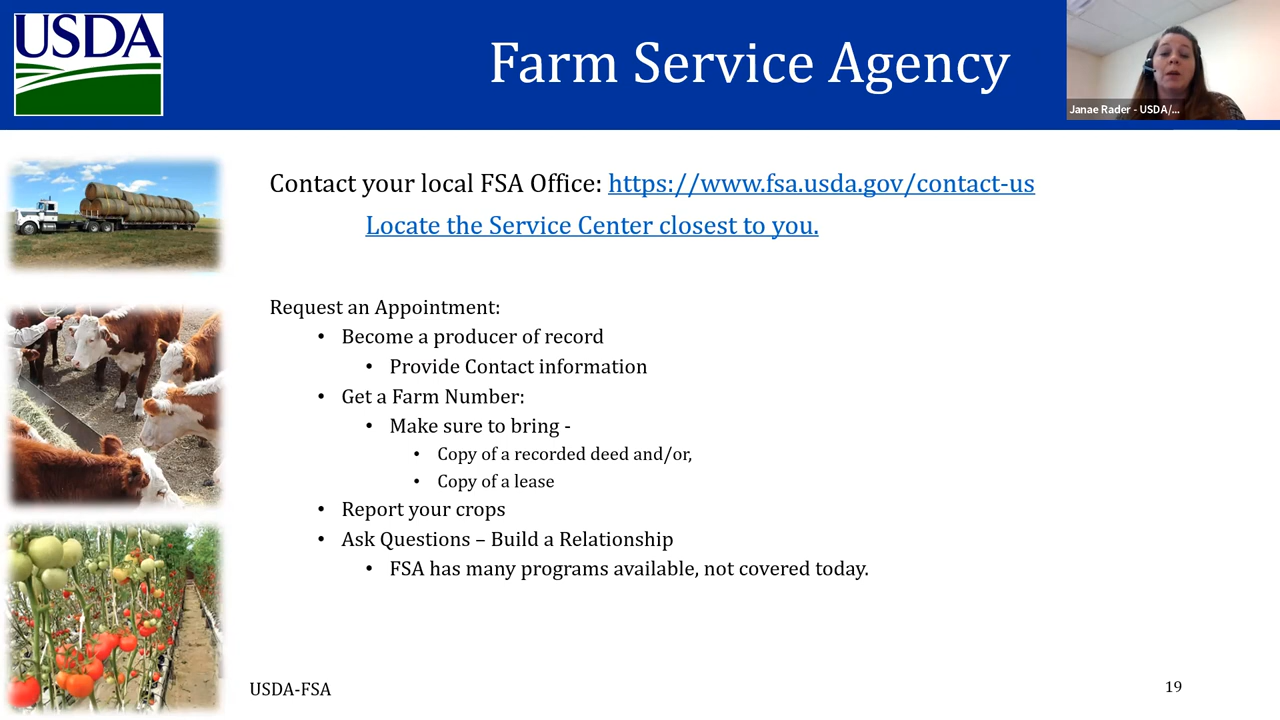 USDA
Farm Service Agency
Janae Rader - USDA/...
Contact your local FSA Office: https://www.fsa.usda.gov/contact-us
Locate the Service Center closest to you.
Request an Appointment:
• Become a producer of record
• Provide Contact information
• Get a Farm Number:
• Make sure to bring -
• Copy of a recorded deed and/or,
• Copy of a lease
• Report your crops
• Ask Questions – Build a Relationship
• FSA has many programs available, not covered today.
USDA-FSA
19